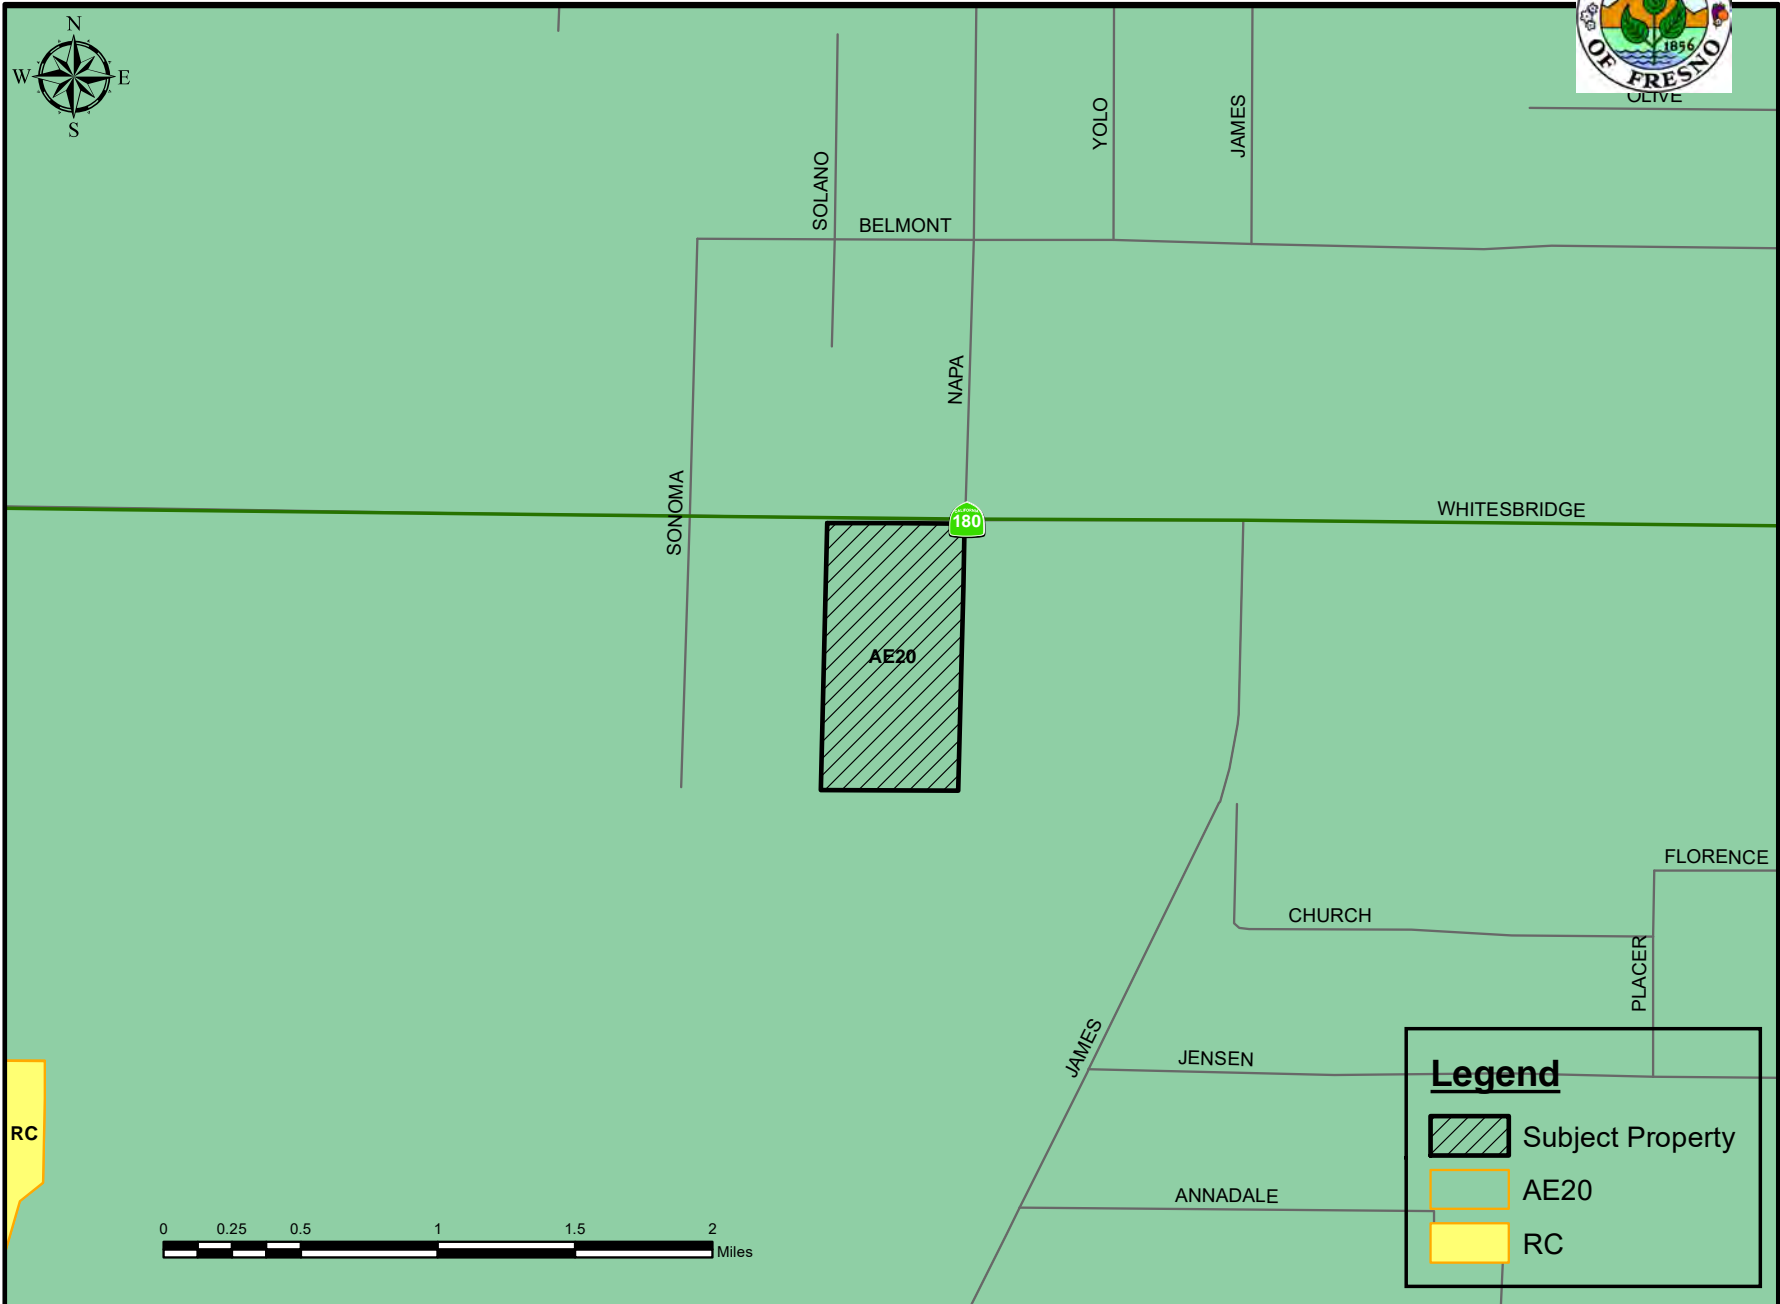 N
W E
S
1856
OF FRESNO
OLIVE
YOLO
JAMES
SOLANO
BELMONT
NAPA
SONOMA
WHITESBRIDGE
180
AE20
FLORENCE
CHURCH
PLACER
JAMES
JENSEN
RC
ANNADALE
0 0.25 0.5 1 1.5 2
Miles
Legend
Subject Property
AE20
RC